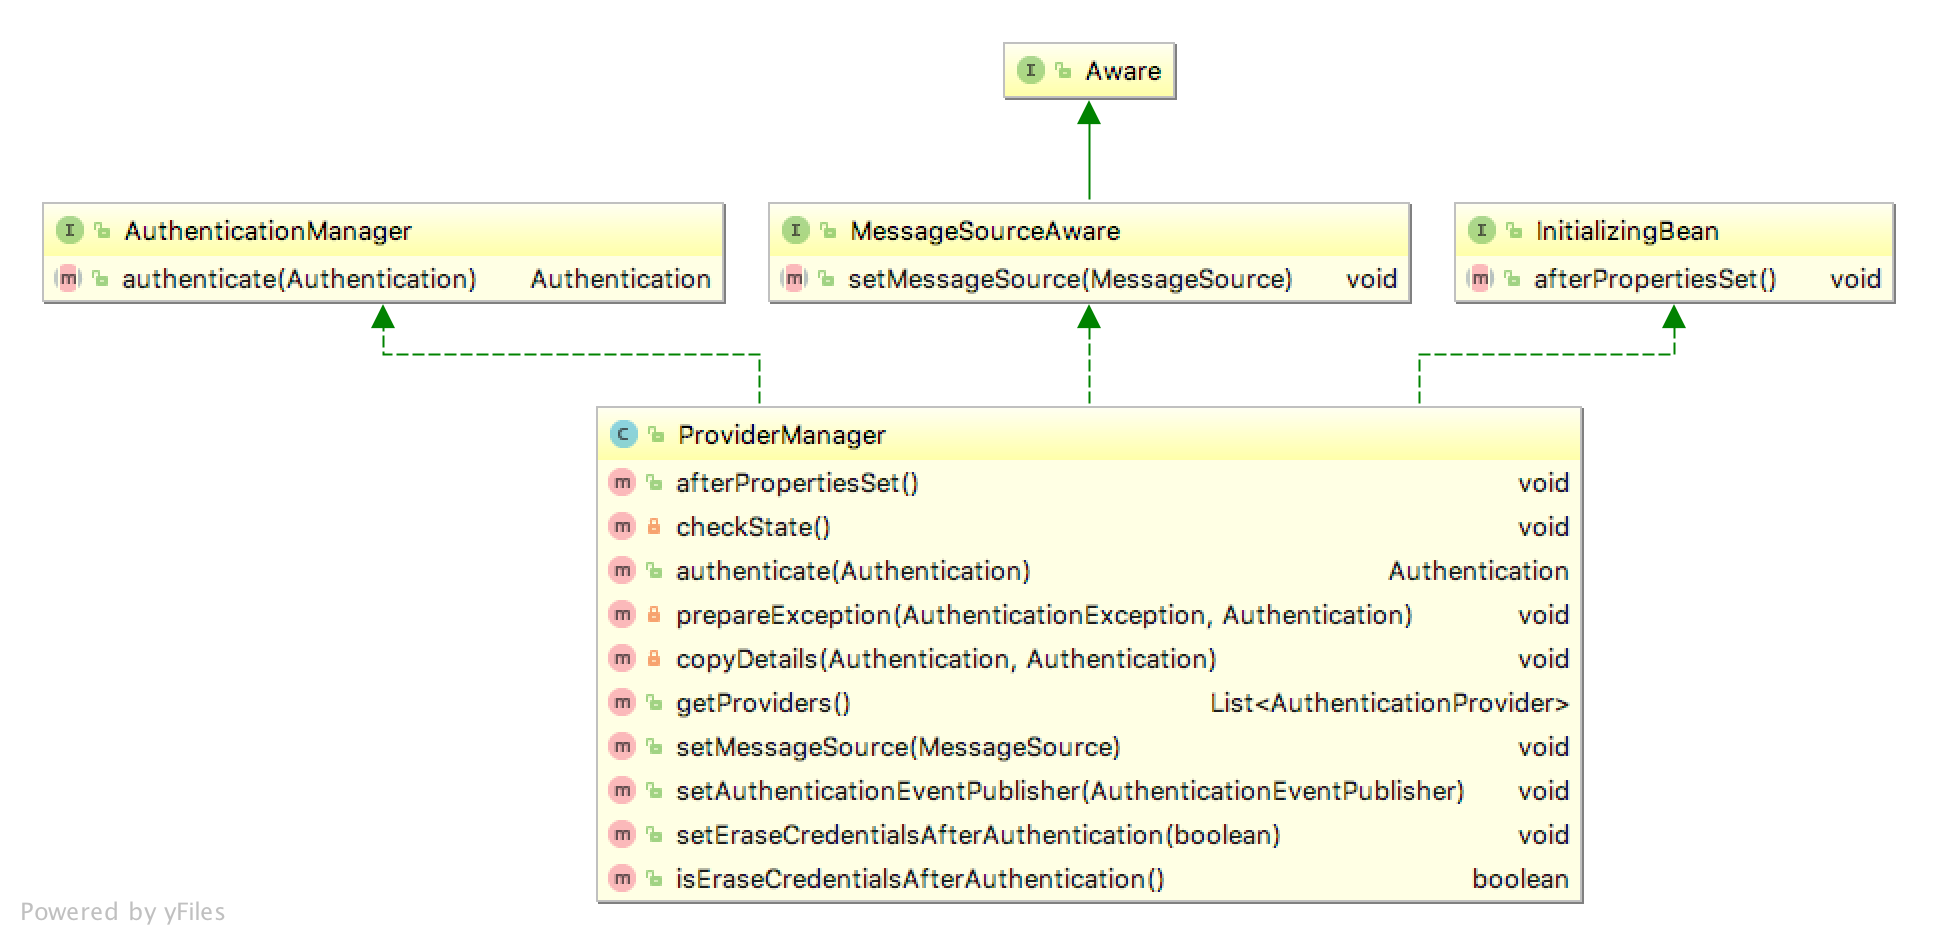 I Aware
I AuthenticationManager
m authenticate(Authentication) Authentication
I MessageSourceAware
m setMessageSource(MessageSource) void
I InitializingBean
m afterPropertiesSet() void
C ProviderManager
m afterPropertiesSet() void
m checkState() void
m authenticate(Authentication) Authentication
m prepareException(AuthenticationException, Authentication) void
m copyDetails(Authentication, Authentication) void
m getProviders() List<AuthenticationProvider>
m setMessageSource(MessageSource) void
m setAuthenticationEventPublisher(AuthenticationEventPublisher) void
m setEraseCredentialsAfterAuthentication(boolean) void
m isEraseCredentialsAfterAuthentication() boolean
Powered by yFiles